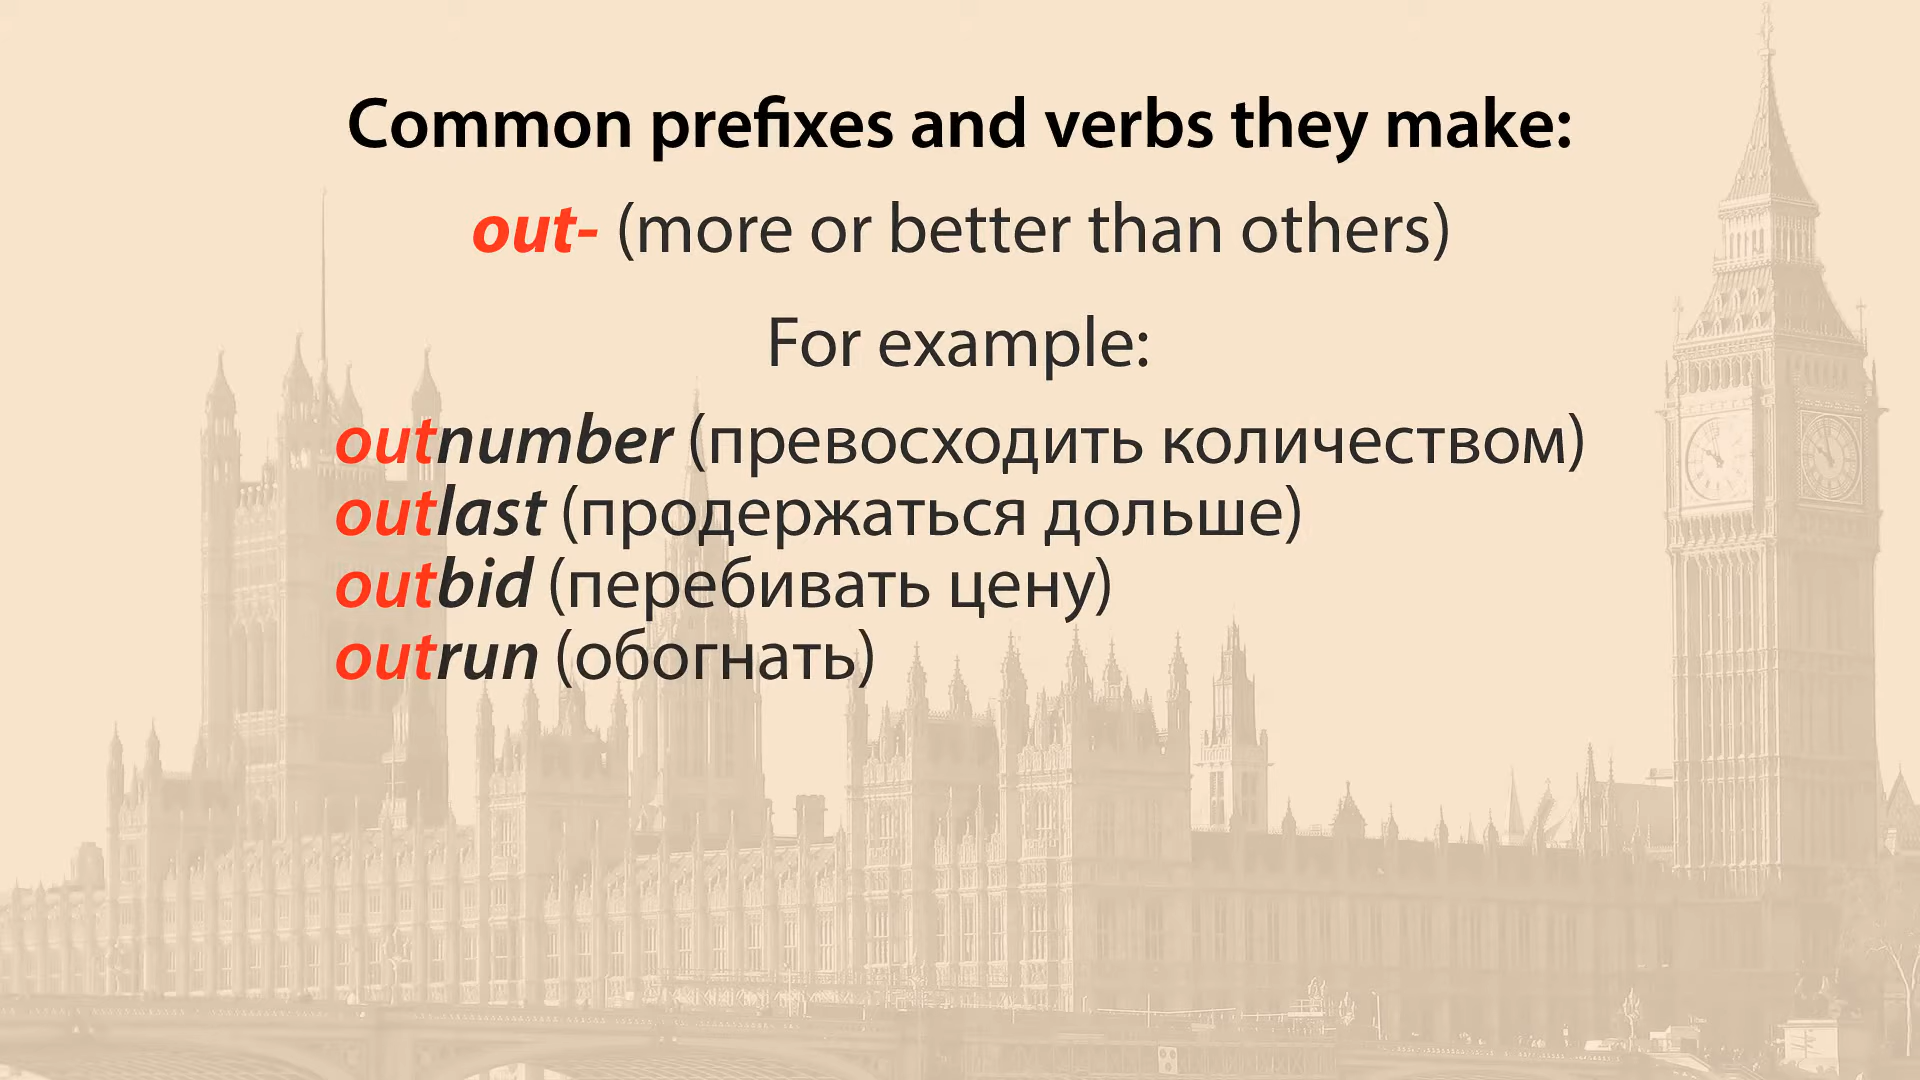 Common prefixes and verbs they make:
out- (more or better than others)
For example:
outnumber (превосходить количеством)
outlast (продержаться дольше)
outbid (перебивать цену)
outrun (обогнать)